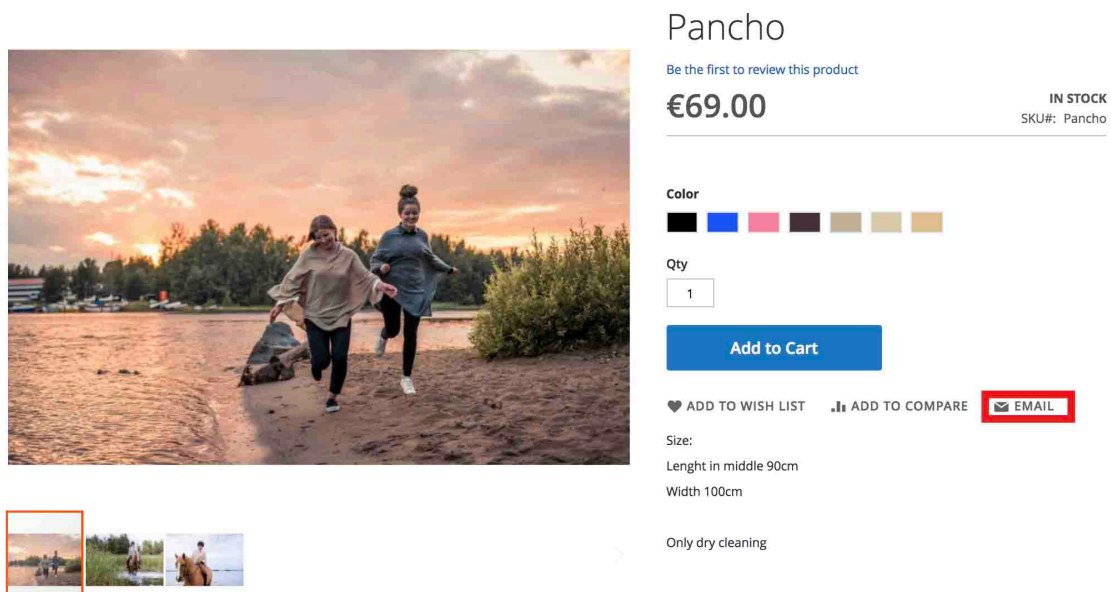 Pancho
Be the first to review this product
€69.00
IN STOCK
SKU#: Pancho
Color
Qty
1
Add to Cart
ADD TO WISH LIST ADD TO COMPARE EMAIL
Size:
Lenght in middle 90cm
Width 100cm
Only dry cleaning